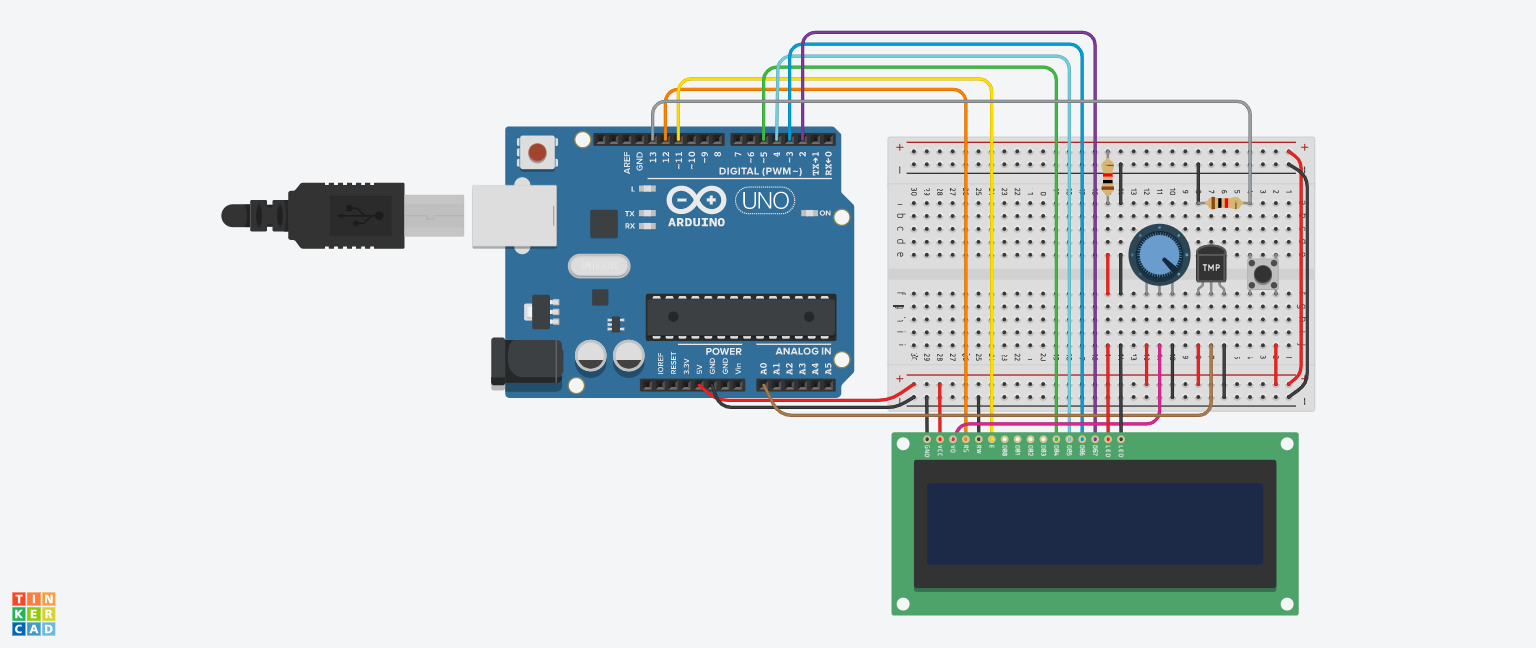 AREF
GND
13
12
~11
~10
~9
8
7
~6
~5
4
~3
2
TX→1
RX←0
DIGITAL (PWM~)
L
TX
RX
ARDUINO
UNO
ON
POWER
ANALOG IN
IOREF
RESET
3.3V
5V
GND
GND
Vin
A0
A1
A2
A3
A4
A5
TMP
GND
VCC
V0
RS
RW
E
DB0
DB1
DB2
DB3
DB4
DB5
DB6
DB7
LED
LED
TIN
KER
CAD